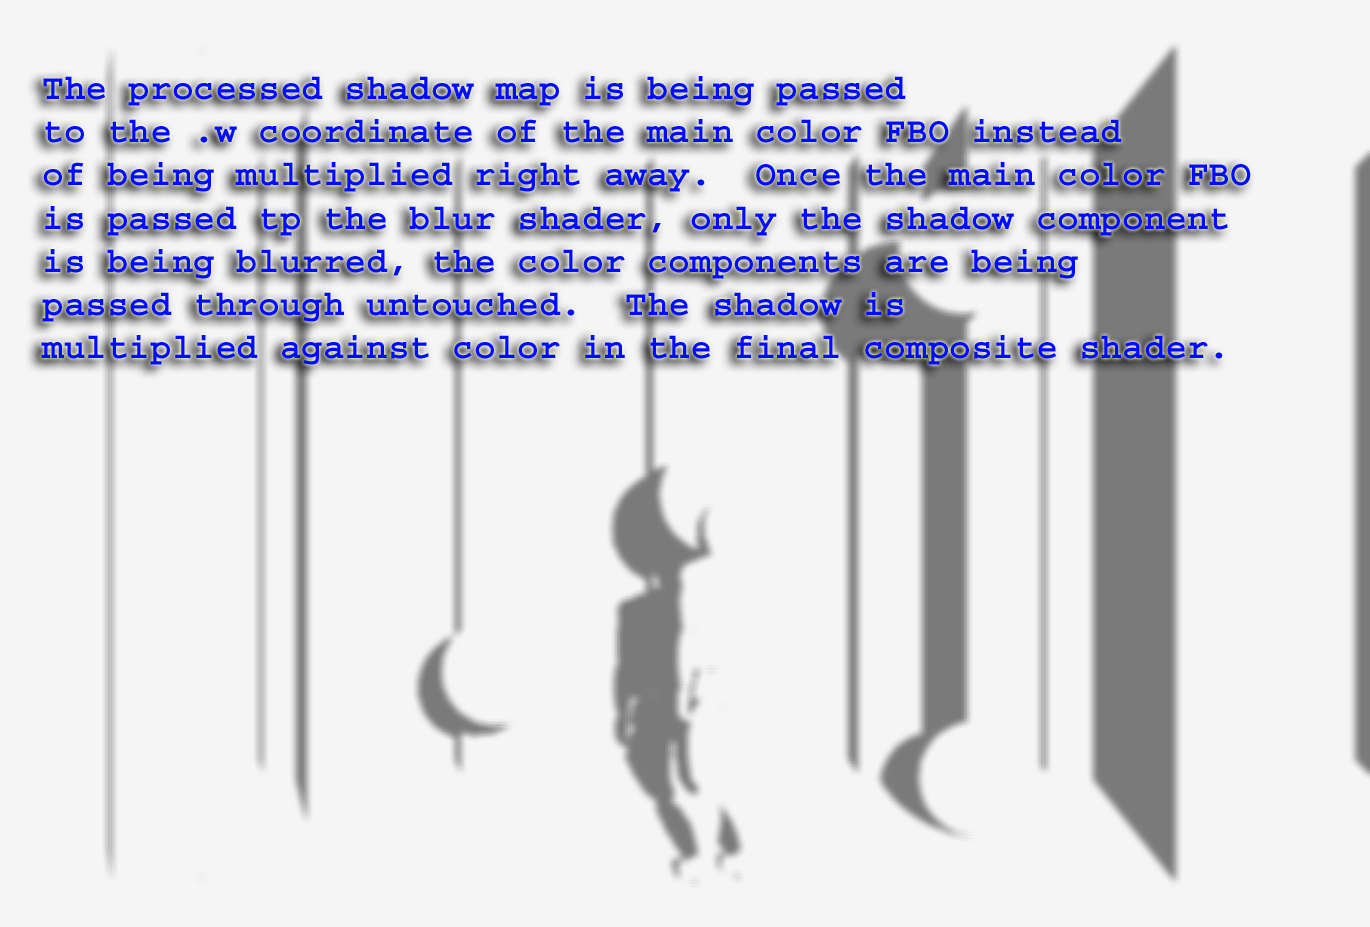 The processed shadow map is being passed
to the .w coordinate of the main color FBO instead
of being multiplied right away.  Once the main color FBO
is passed tp the blur shader, only the shadow component
is being blurred, the color components are being
passed through untouched.  The shadow is
multiplied against color in the final composite shader.